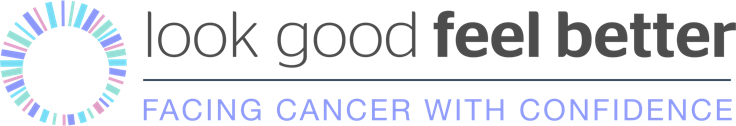 look good feel better
FACING CANCER WITH CONFIDENCE